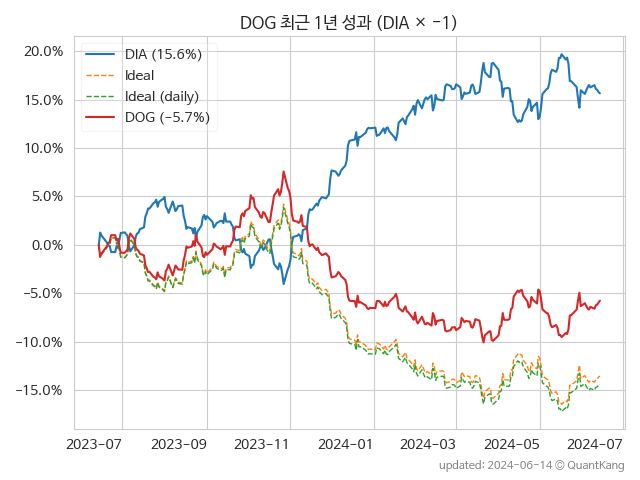 DOG 최근 1년 성과 (DIA × −1)
20.0%
15.0%
10.0%
5.0%
0.0%
−5.0%
−10.0%
−15.0%
DIA (15.6%)
Ideal
Ideal (daily)
DOG (−5.7%)
2023-07
2023-09
2023-11
2024-01
2024-03
2024-05
2024-07
updated: 2024-06-14 ⓒ QuantKang